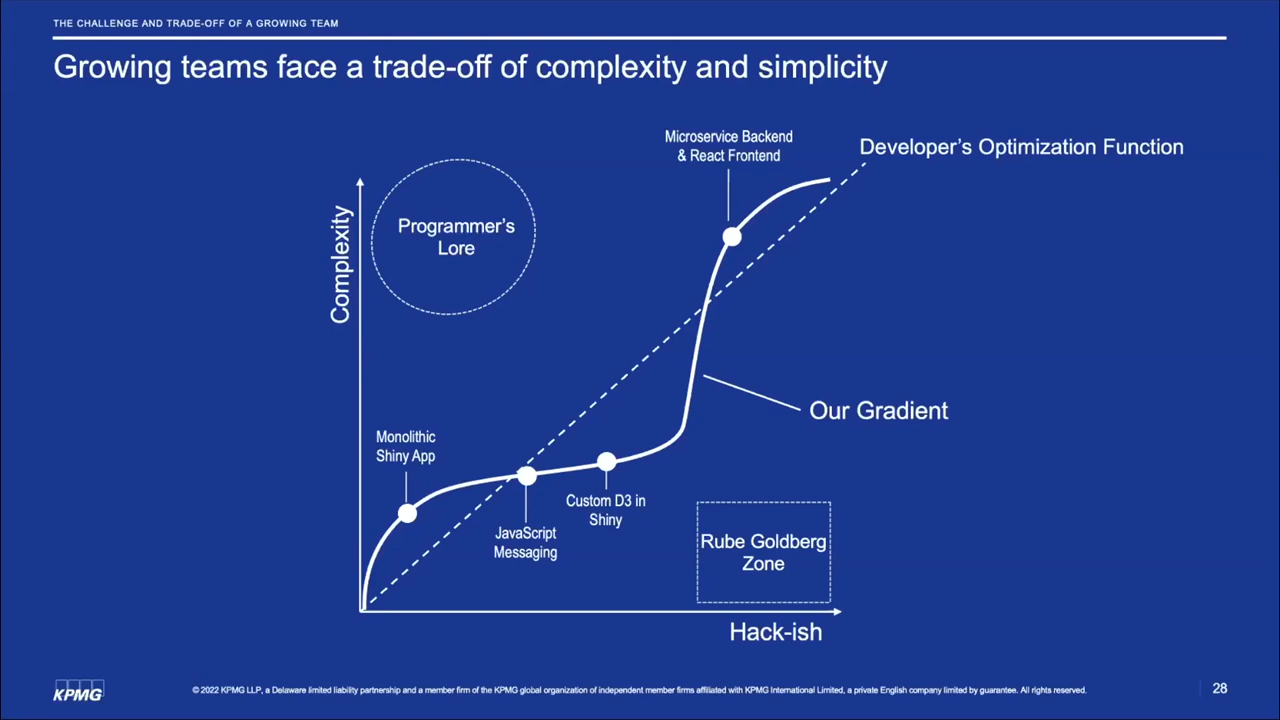 THE CHALLENGE AND TRADE-OFF OF A GROWING TEAM
Growing teams face a trade-off of complexity and simplicity
Microservice Backend
& React Frontend
Developer's Optimization Function
Programmer's
Lore
Complexity
Our Gradient
Monolithic
Shiny App
Custom D3 in
Shiny
JavaScript
Messaging
Rube Goldberg
Zone
Hack-ish
KPMG
© 2022 KPMG LLP, a Delaware limited liability partnership and a member firm of the KPMG global organization of independent member firms affiliated with KPMG International Limited, a private English company limited by guarantee. All rights reserved.
28